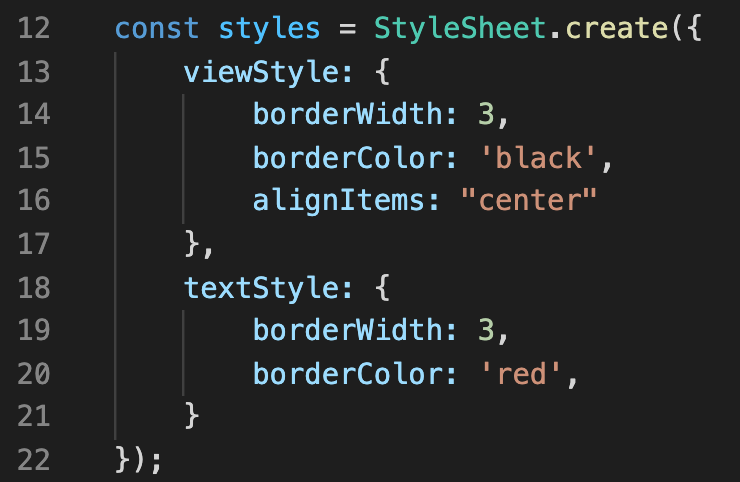 12 const styles = StyleSheet.create({
13 viewStyle: {
14 borderWidth: 3,
15 borderColor: 'black',
16 alignItems: "center"
17 },
18 textStyle: {
19 borderWidth: 3,
20 borderColor: 'red',
21 }
22 });